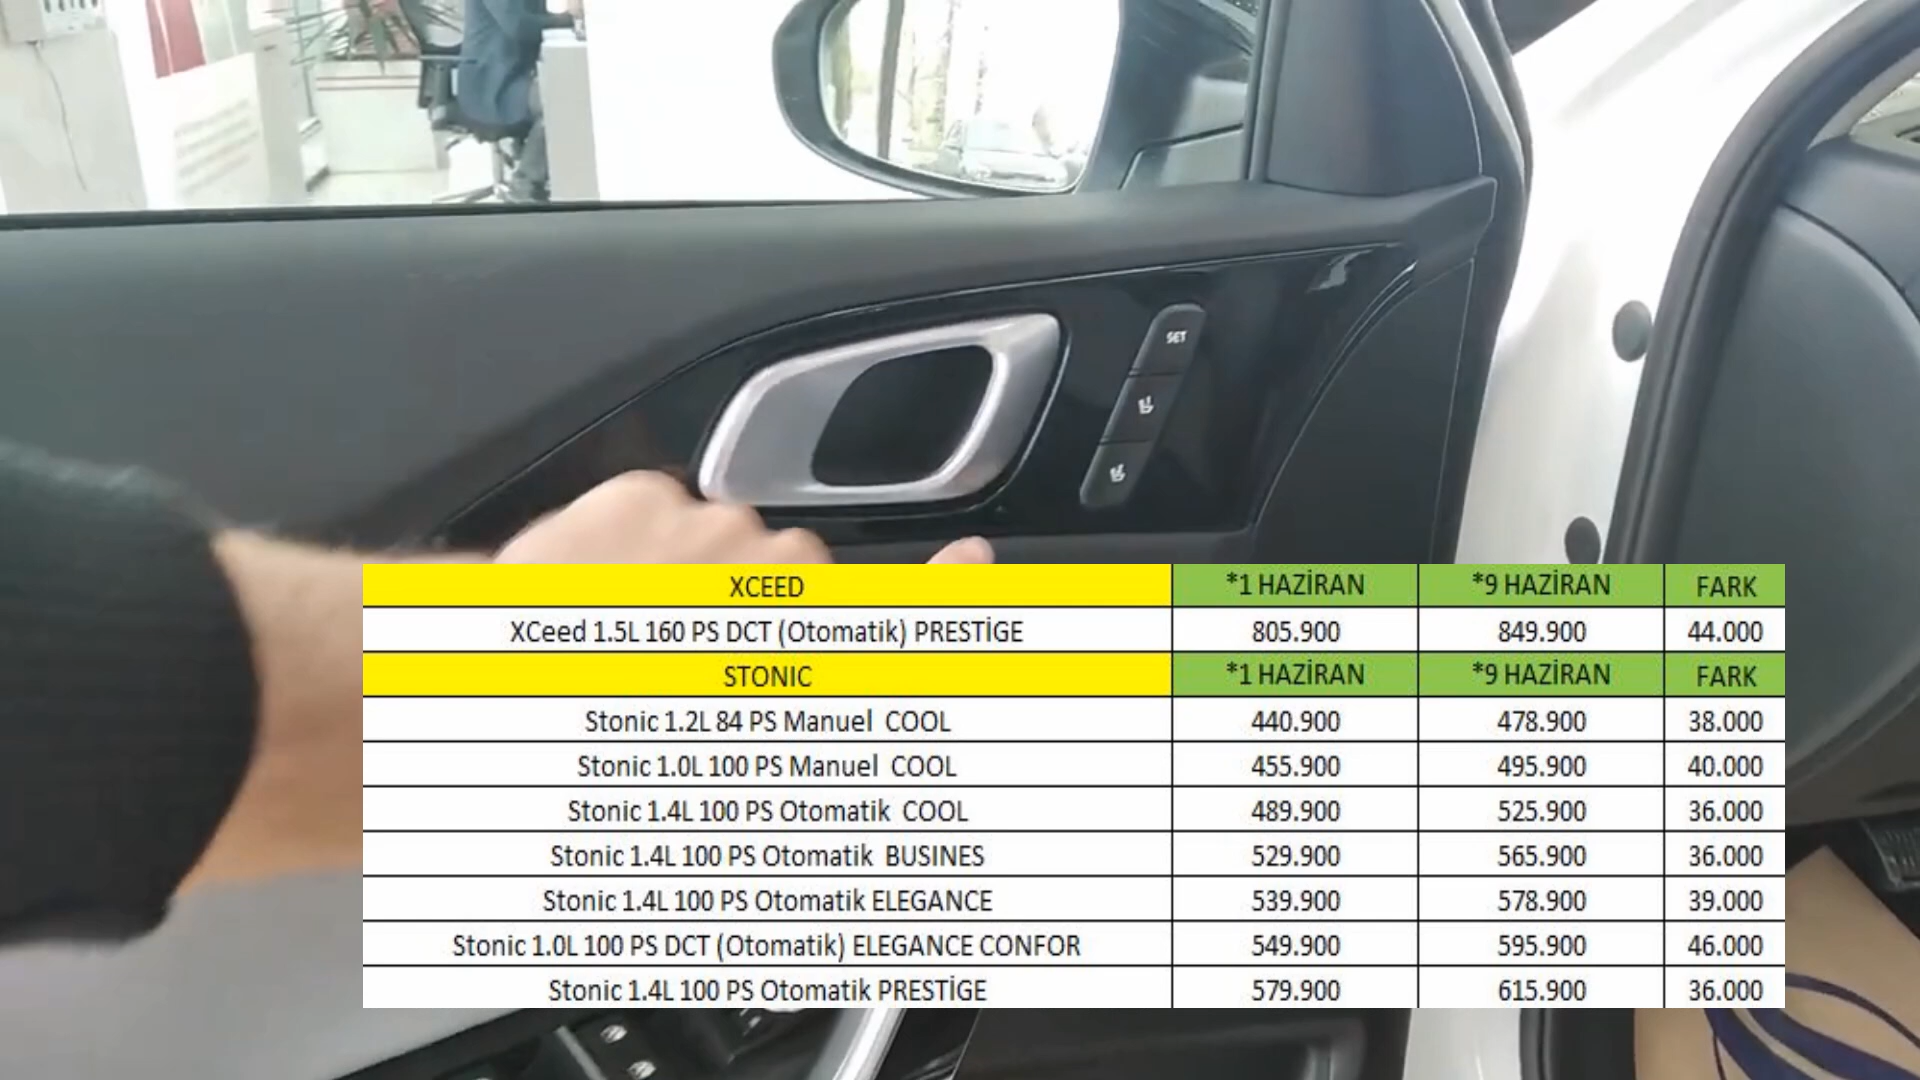 SET
XCEED *1 HAZİRAN *9 HAZİRAN FARK
XCeed 1.5L 160 PS DCT (Otomatik) PRESTİGE 805.900 849.900 44.000
STONIC *1 HAZİRAN *9 HAZİRAN FARK
Stonic 1.2L 84 PS Manuel COOL 440.900 478.900 38.000
Stonic 1.0L 100 PS Manuel COOL 455.900 495.900 40.000
Stonic 1.4L 100 PS Otomatik COOL 489.900 525.900 36.000
Stonic 1.4L 100 PS Otomatik BUSINES 529.900 565.900 36.000
Stonic 1.4L 100 PS Otomatik ELEGANCE 539.900 578.900 39.000
Stonic 1.0L 100 PS DCT (Otomatik) ELEGANCE CONFOR 549.900 595.900 46.000
Stonic 1.4L 100 PS Otomatik PRESTİGE 579.900 615.900 36.000